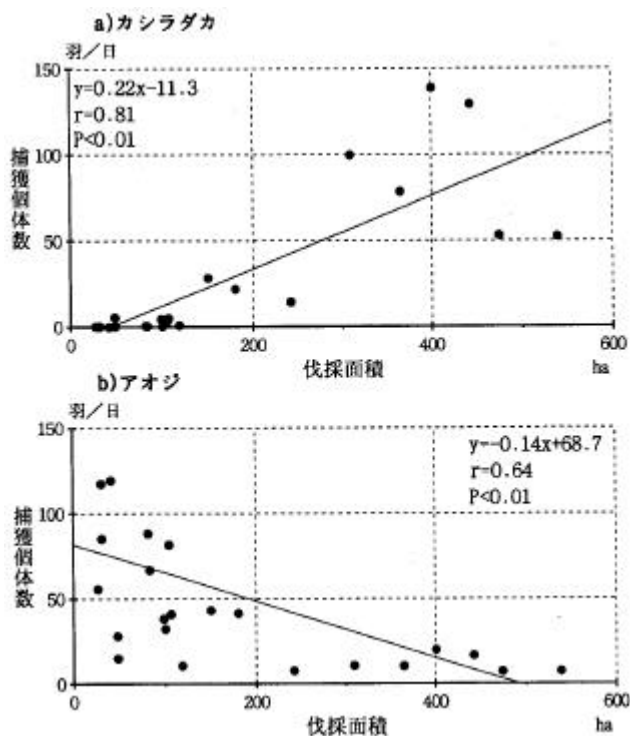 a)カシラダカ
羽/日
150
y=0.22x-11.3
r=0.81
P<0.01
捕獲個体数
100
50
0
0 200 400 600
伐採面積 ha
b)アオジ
羽/日
150
y=-0.14x+68.7
r=0.64
P<0.01
捕獲個体数
100
50
0
0 200 400 600
伐採面積 ha